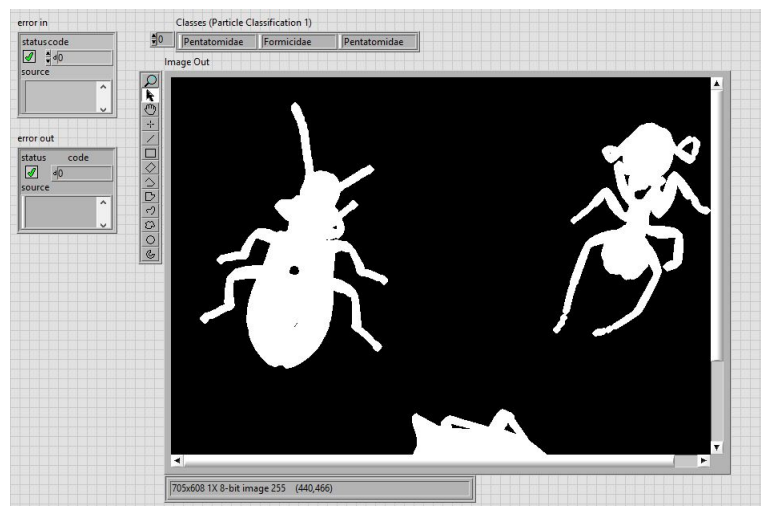 error in
status code
0
source
error out
status code
0
source
Classes (Particle Classification 1)
0 Pentatomidae Formicidae Pentatomidae
Image Out
705x608 1X 8-bit image 255 (440,466)